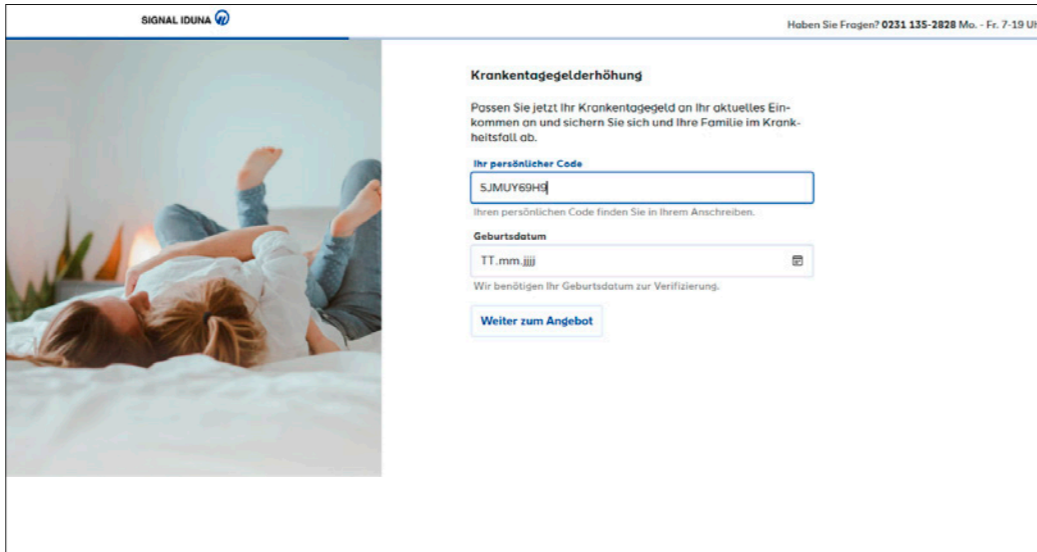 SIGNAL IDUNA
Haben Sie Fragen? 0231 135-2828 Mo. - Fr. 7-19 Uh
Krankentagegelderhöhung
Passen Sie jetzt Ihr Krankentagegeld an Ihr aktuelles Ein-
kommen an und sichern Sie sich und Ihre Familie im Krank-
heitsfall ab.
Ihr persönlicher Code
5JMUY69H9
Ihren persönlichen Code finden Sie in Ihrem Anschreiben.
Geburtsdatum
TT.mm.jjjj
Wir benötigen Ihr Geburtsdatum zur Verifizierung.
Weiter zum Angebot